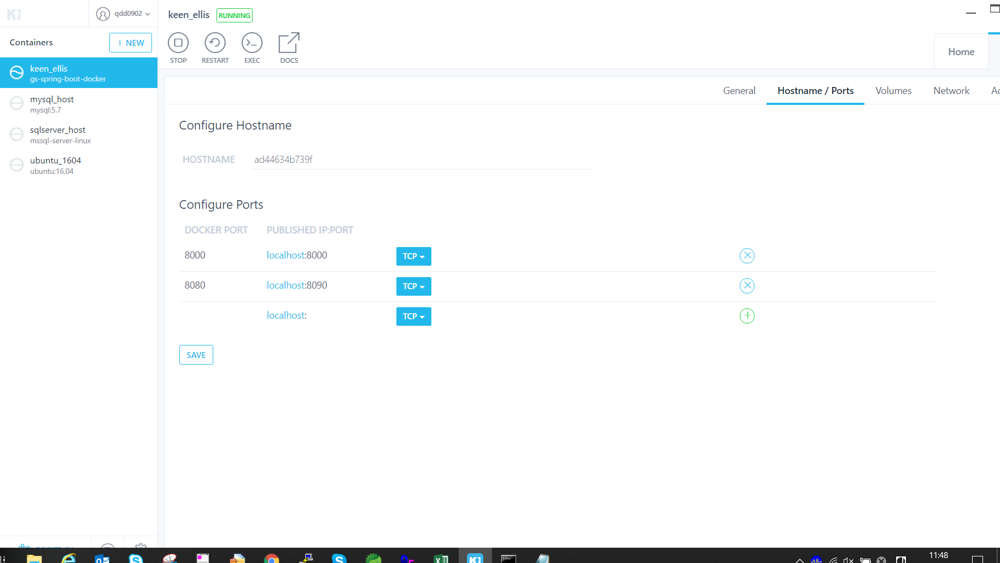 qdd0902
keen_ellis RUNNING
Containers
+ NEW
STOP RESTART EXEC DOCS
Home
keen_ellis
gs-spring-boot-docker
mysql_host
mysql:5.7
sqlserver_host
mssql-server-linux
ubuntu_1604
ubuntu:16.04
General Hostname / Ports Volumes Network
Configure Hostname
HOSTNAME ad44634b739f
Configure Ports
DOCKER PORT PUBLISHED IP:PORT
8000 localhost:8000 TCP
8080 localhost:8090 TCP
localhost: TCP
SAVE
11:48